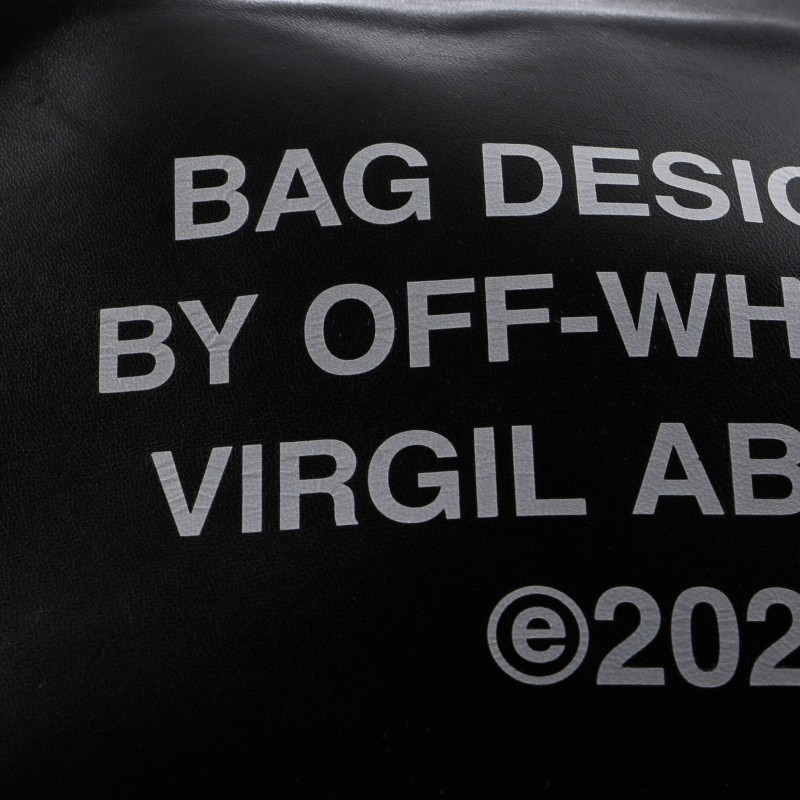 BAG DESIG
BY OFF-WH
VIRGIL AB
ⓔ202